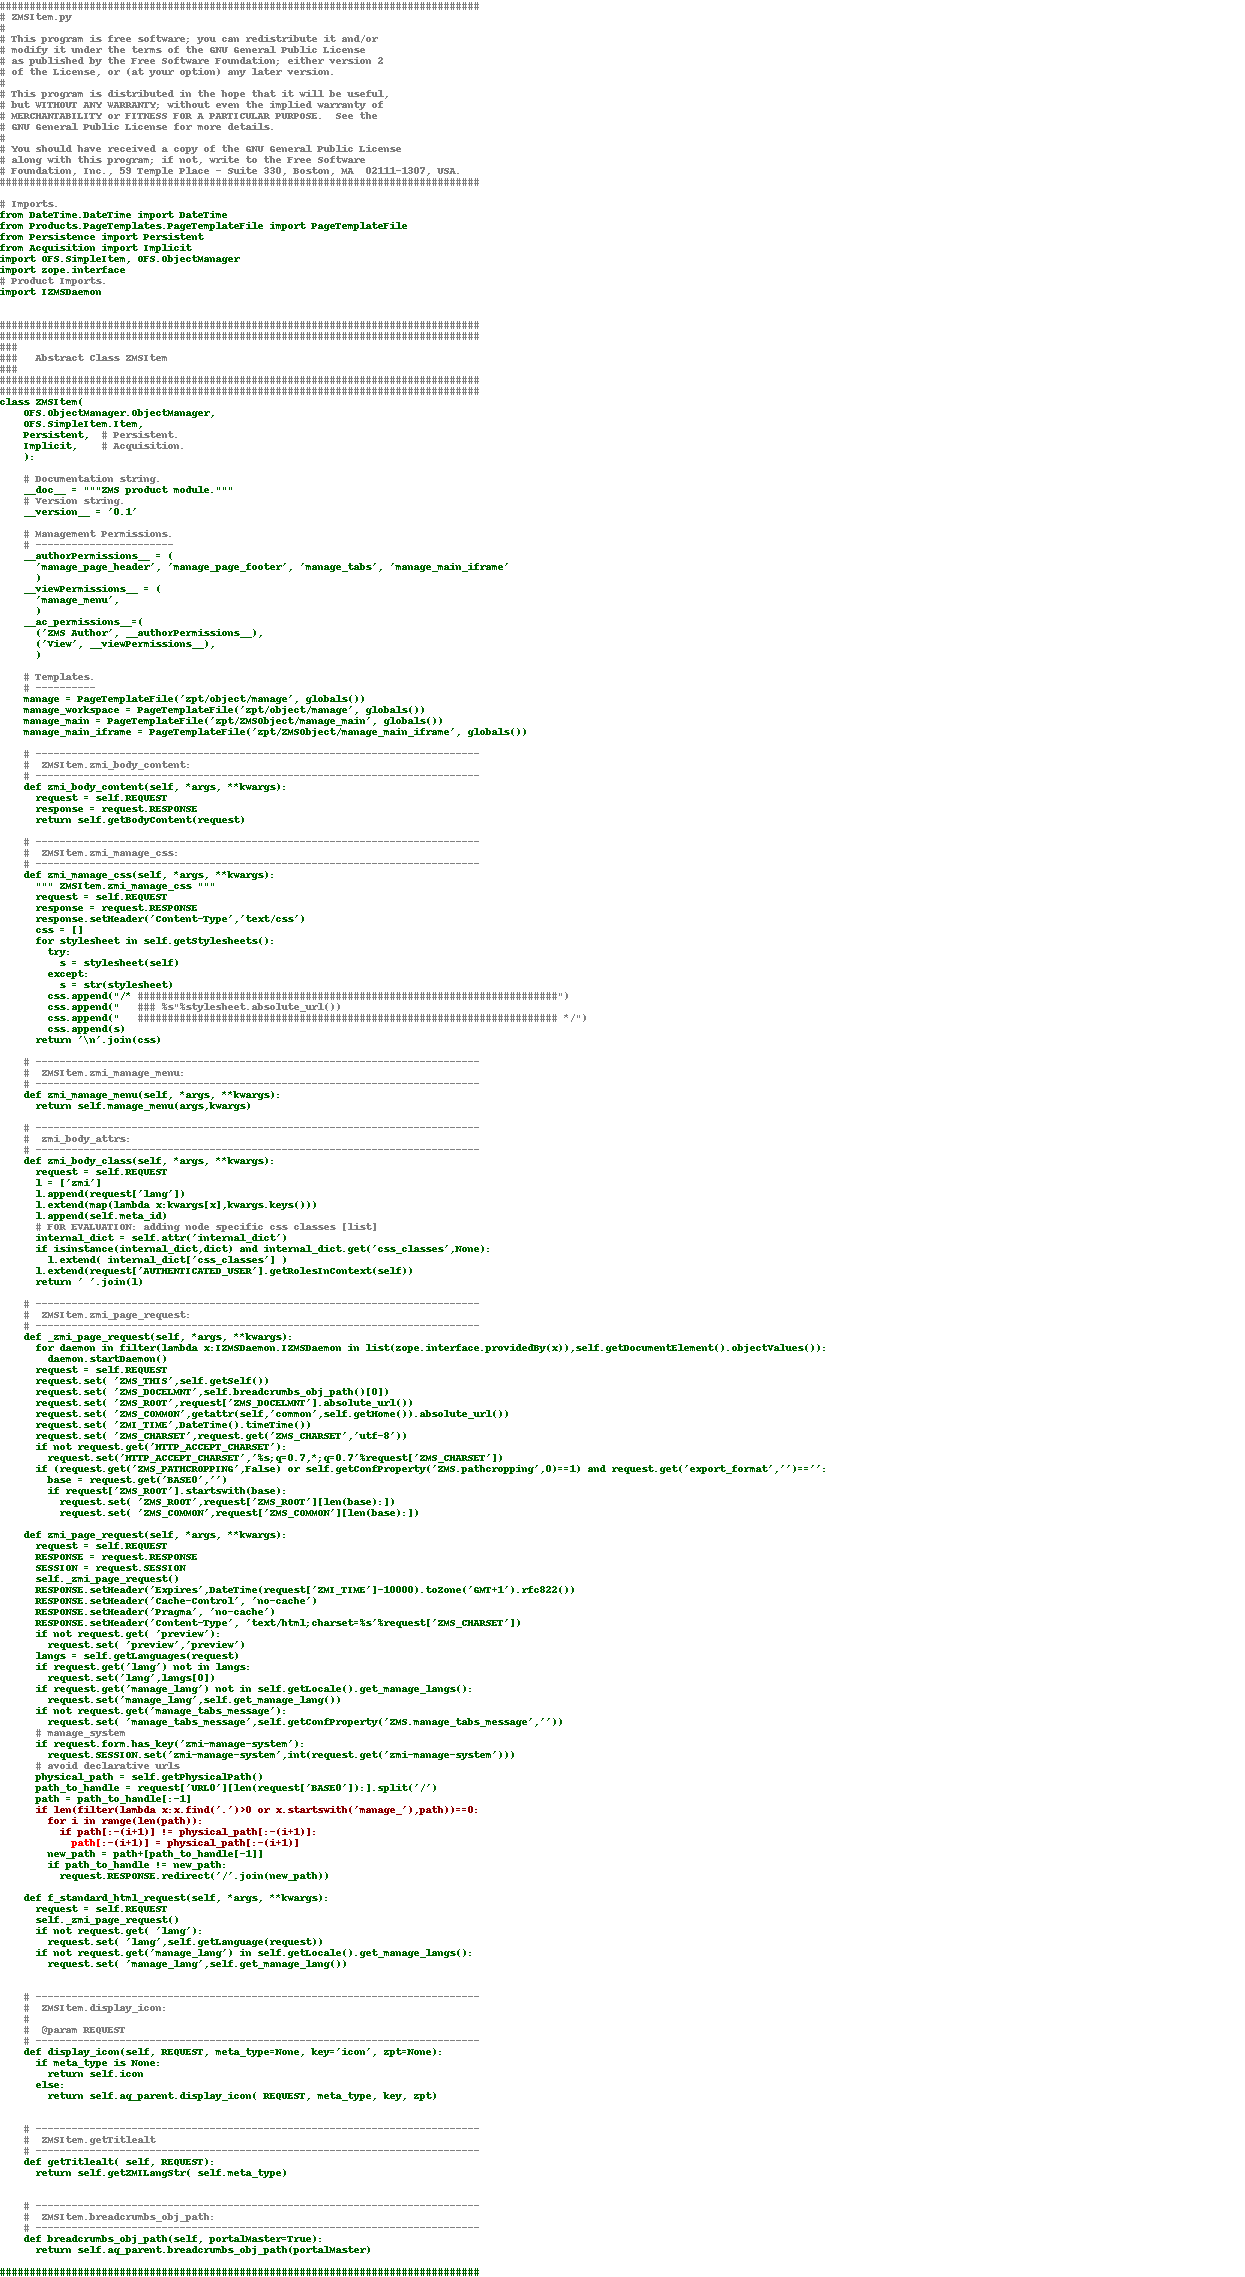 ################################################################################
# ZMSItem.py
#
# This program is free software; you can redistribute it and/or
# modify it under the terms of the GNU General Public License
# as published by the Free Software Foundation; either version 2
# of the License, or (at your option) any later version.
#
# This program is distributed in the hope that it will be useful,
# but WITHOUT ANY WARRANTY; without even the implied warranty of
# MERCHANTABILITY or FITNESS FOR A PARTICULAR PURPOSE.  See the
# GNU General Public License for more details.
#
# You should have received a copy of the GNU General Public License
# along with this program; if not, write to the Free Software
# Foundation, Inc., 59 Temple Place - Suite 330, Boston, MA  02111-1307, USA.
################################################################################

# Imports.
from DateTime.DateTime import DateTime
from Products.PageTemplates.PageTemplateFile import PageTemplateFile
from Persistence import Persistent
from Acquisition import Implicit
import OFS.SimpleItem, OFS.ObjectManager
import zope.interface
# Product Imports.
import IZMSDaemon


################################################################################
################################################################################
###
###   Abstract Class ZMSItem
###
################################################################################
################################################################################
class ZMSItem(
    OFS.ObjectManager.ObjectManager,
    OFS.SimpleItem.Item,
    Persistent,  # Persistent.
    Implicit,    # Acquisition.
    ):

    # Documentation string.
    __doc__ = """ZMS product module."""
    # Version string.
    __version__ = '0.1'

    # Management Permissions.
    # -----------------------
    __authorPermissions__ = (
      'manage_page_header', 'manage_page_footer', 'manage_tabs', 'manage_main_iframe'
      )
    __viewPermissions__ = (
      'manage_menu',
      )
    __ac_permissions__=(
      ('ZMS Author', __authorPermissions__),
      ('View', __viewPermissions__),
      )

    # Templates.
    # ----------
    manage = PageTemplateFile('zpt/object/manage', globals())
    manage_workspace = PageTemplateFile('zpt/object/manage', globals())
    manage_main = PageTemplateFile('zpt/ZMSObject/manage_main', globals())
    manage_main_iframe = PageTemplateFile('zpt/ZMSObject/manage_main_iframe', globals())

    # --------------------------------------------------------------------------
    #  ZMSItem.zmi_body_content:
    # --------------------------------------------------------------------------
    def zmi_body_content(self, *args, **kwargs):
      request = self.REQUEST
      response = request.RESPONSE
      return self.getBodyContent(request)

    # --------------------------------------------------------------------------
    #  ZMSItem.zmi_manage_css:
    # --------------------------------------------------------------------------
    def zmi_manage_css(self, *args, **kwargs):
      """ ZMSItem.zmi_manage_css """
      request = self.REQUEST
      response = request.RESPONSE
      response.setHeader('Content-Type','text/css')
      css = []
      for stylesheet in self.getStylesheets():
        try:
          s = stylesheet(self)
        except:
          s = str(stylesheet)
        css.append("/* ######################################################################")
        css.append("   ### %s"%stylesheet.absolute_url())
        css.append("   ###################################################################### */")
        css.append(s)
      return '\n'.join(css)

    # --------------------------------------------------------------------------
    #  ZMSItem.zmi_manage_menu:
    # --------------------------------------------------------------------------
    def zmi_manage_menu(self, *args, **kwargs):
      return self.manage_menu(args,kwargs)

    # --------------------------------------------------------------------------
    #  zmi_body_attrs:
    # --------------------------------------------------------------------------
    def zmi_body_class(self, *args, **kwargs):
      request = self.REQUEST
      l = ['zmi']
      l.append(request['lang'])
      l.extend(map(lambda x:kwargs[x],kwargs.keys()))
      l.append(self.meta_id)
      # FOR EVALUATION: adding node specific css classes [list]
      internal_dict = self.attr('internal_dict')
      if isinstance(internal_dict,dict) and internal_dict.get('css_classes',None):
        l.extend( internal_dict['css_classes'] )
      l.extend(request['AUTHENTICATED_USER'].getRolesInContext(self))
      return ' '.join(l)

    # --------------------------------------------------------------------------
    #  ZMSItem.zmi_page_request:
    # --------------------------------------------------------------------------
    def _zmi_page_request(self, *args, **kwargs):
      for daemon in filter(lambda x:IZMSDaemon.IZMSDaemon in list(zope.interface.providedBy(x)),self.getDocumentElement().objectValues()):
        daemon.startDaemon()
      request = self.REQUEST
      request.set( 'ZMS_THIS',self.getSelf())
      request.set( 'ZMS_DOCELMNT',self.breadcrumbs_obj_path()[0])
      request.set( 'ZMS_ROOT',request['ZMS_DOCELMNT'].absolute_url())
      request.set( 'ZMS_COMMON',getattr(self,'common',self.getHome()).absolute_url())
      request.set( 'ZMI_TIME',DateTime().timeTime())
      request.set( 'ZMS_CHARSET',request.get('ZMS_CHARSET','utf-8'))
      if not request.get('HTTP_ACCEPT_CHARSET'):
        request.set('HTTP_ACCEPT_CHARSET','%s;q=0.7,*;q=0.7'%request['ZMS_CHARSET'])
      if (request.get('ZMS_PATHCROPPING',False) or self.getConfProperty('ZMS.pathcropping',0)==1) and request.get('export_format','')=='':
        base = request.get('BASE0','')
        if request['ZMS_ROOT'].startswith(base):
          request.set( 'ZMS_ROOT',request['ZMS_ROOT'][len(base):])
          request.set( 'ZMS_COMMON',request['ZMS_COMMON'][len(base):])

    def zmi_page_request(self, *args, **kwargs):
      request = self.REQUEST
      RESPONSE = request.RESPONSE
      SESSION = request.SESSION
      self._zmi_page_request()
      RESPONSE.setHeader('Expires',DateTime(request['ZMI_TIME']-10000).toZone('GMT+1').rfc822())
      RESPONSE.setHeader('Cache-Control', 'no-cache')
      RESPONSE.setHeader('Pragma', 'no-cache')
      RESPONSE.setHeader('Content-Type', 'text/html;charset=%s'%request['ZMS_CHARSET'])
      if not request.get( 'preview'):
        request.set( 'preview','preview')
      langs = self.getLanguages(request)
      if request.get('lang') not in langs:
        request.set('lang',langs[0])
      if request.get('manage_lang') not in self.getLocale().get_manage_langs():
        request.set('manage_lang',self.get_manage_lang())
      if not request.get('manage_tabs_message'):
        request.set( 'manage_tabs_message',self.getConfProperty('ZMS.manage_tabs_message',''))
      # manage_system
      if request.form.has_key('zmi-manage-system'):
        request.SESSION.set('zmi-manage-system',int(request.get('zmi-manage-system')))
      # avoid declarative urls
      physical_path = self.getPhysicalPath()
      path_to_handle = request['URL0'][len(request['BASE0']):].split('/')
      path = path_to_handle[:-1]
      if len(filter(lambda x:x.find('.')>0 or x.startswith('manage_'),path))==0:
        for i in range(len(path)):
          if path[:-(i+1)] != physical_path[:-(i+1)]:
            path[:-(i+1)] = physical_path[:-(i+1)]
        new_path = path+[path_to_handle[-1]]
        if path_to_handle != new_path:
          request.RESPONSE.redirect('/'.join(new_path))

    def f_standard_html_request(self, *args, **kwargs):
      request = self.REQUEST
      self._zmi_page_request()
      if not request.get( 'lang'):
        request.set( 'lang',self.getLanguage(request))
      if not request.get('manage_lang') in self.getLocale().get_manage_langs():
        request.set( 'manage_lang',self.get_manage_lang())


    # --------------------------------------------------------------------------
    #  ZMSItem.display_icon:
    #
    #  @param REQUEST
    # --------------------------------------------------------------------------
    def display_icon(self, REQUEST, meta_type=None, key='icon', zpt=None):
      if meta_type is None:
        return self.icon
      else:
        return self.aq_parent.display_icon( REQUEST, meta_type, key, zpt)


    # --------------------------------------------------------------------------
    #  ZMSItem.getTitlealt
    # --------------------------------------------------------------------------
    def getTitlealt( self, REQUEST):
      return self.getZMILangStr( self.meta_type)


    # --------------------------------------------------------------------------
    #  ZMSItem.breadcrumbs_obj_path:
    # --------------------------------------------------------------------------
    def breadcrumbs_obj_path(self, portalMaster=True):
      return self.aq_parent.breadcrumbs_obj_path(portalMaster)

################################################################################